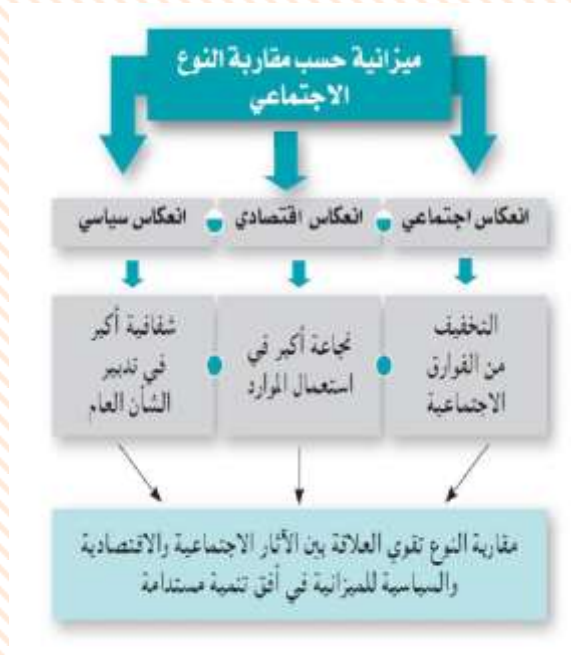 ميزانية حسب مقاربة النوع
الاجتماعي
انعكاس اجتماعي
انعكاس اقتصادي
انعكاس سياسي
التخفيف
من الفوارق
الاجتماعية
نجاعة أكبر في
استعمال الموارد
شفافية أكبر
في تدبير
الشأن العام
مقاربة النوع تقوي العلاقة بين الآثار الاجتماعية والاقتصادية
والسياسية للميزانية في أفق تنمية مستدامة